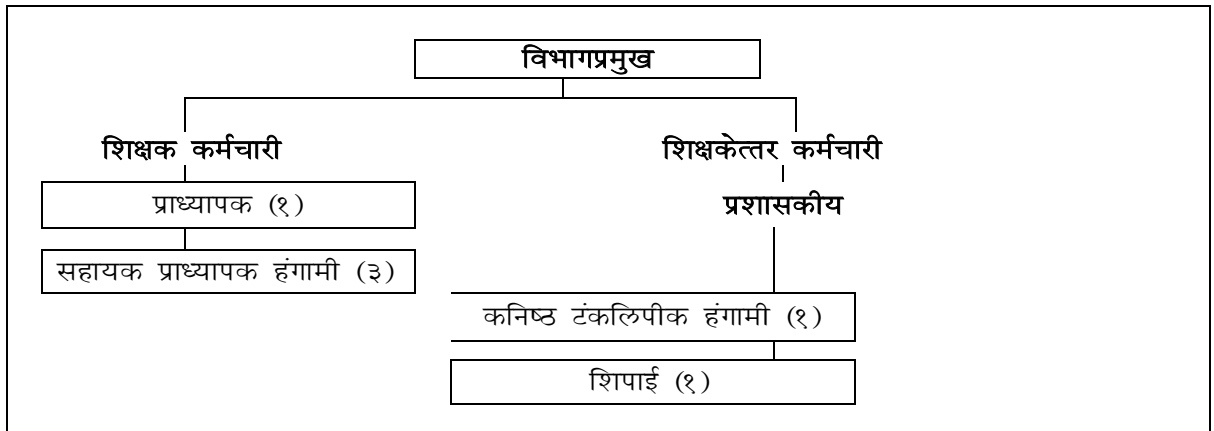 विभागप्रमुख
शिक्षक कर्मचारी
शिक्षकेत्तर कर्मचारी
प्राध्यापक (१)
प्रशासकीय
सहायक प्राध्यापक हंगामी (३)
कनिष्ठ टंकलिपीक हंगामी (१)
शिपाई (१)